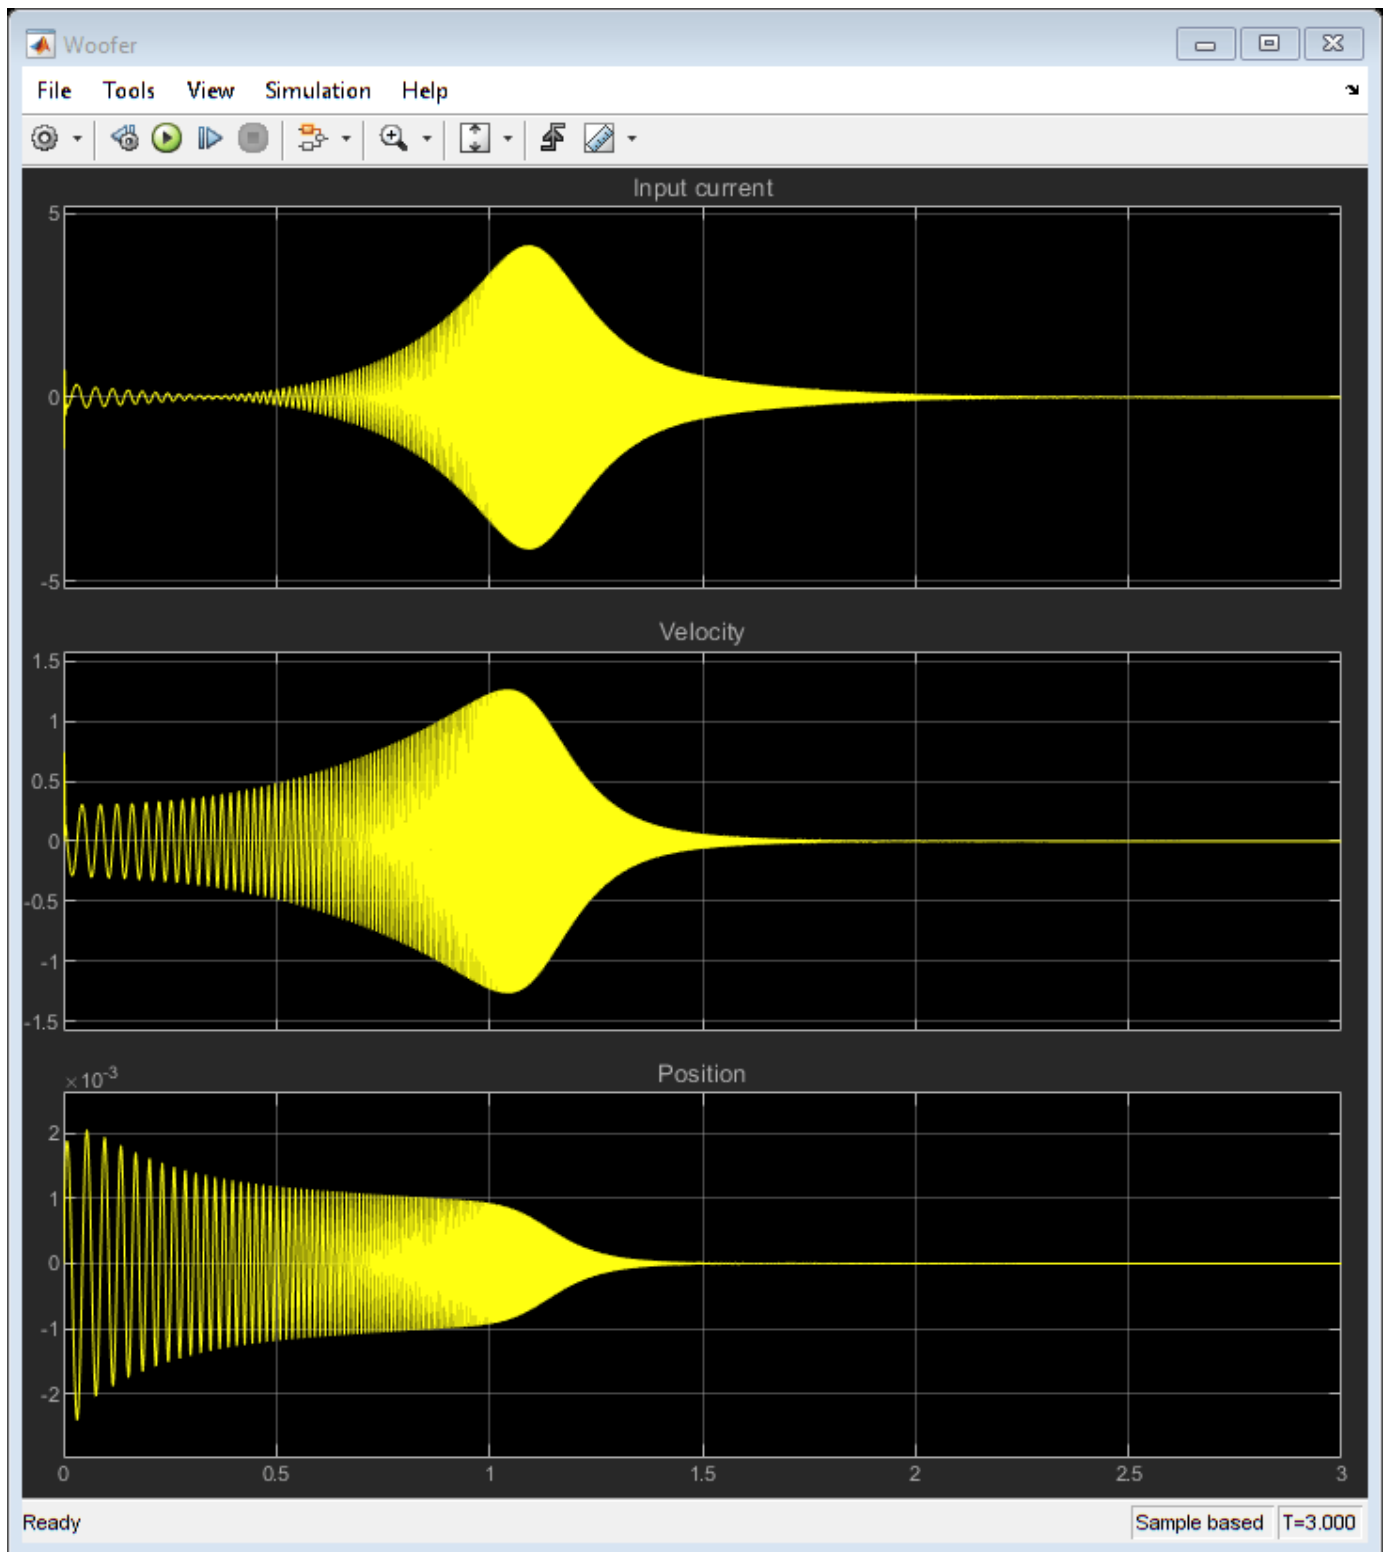 Woofer
File Tools View Simulation Help
Input current
5
0
-5
Velocity
1.5
1
0.5
0
-0.5
-1
-1.5
×10-3
Position
2
1
0
-1
-2
0 0.5 1 1.5 2 2.5 3
Ready Sample based T=3.000